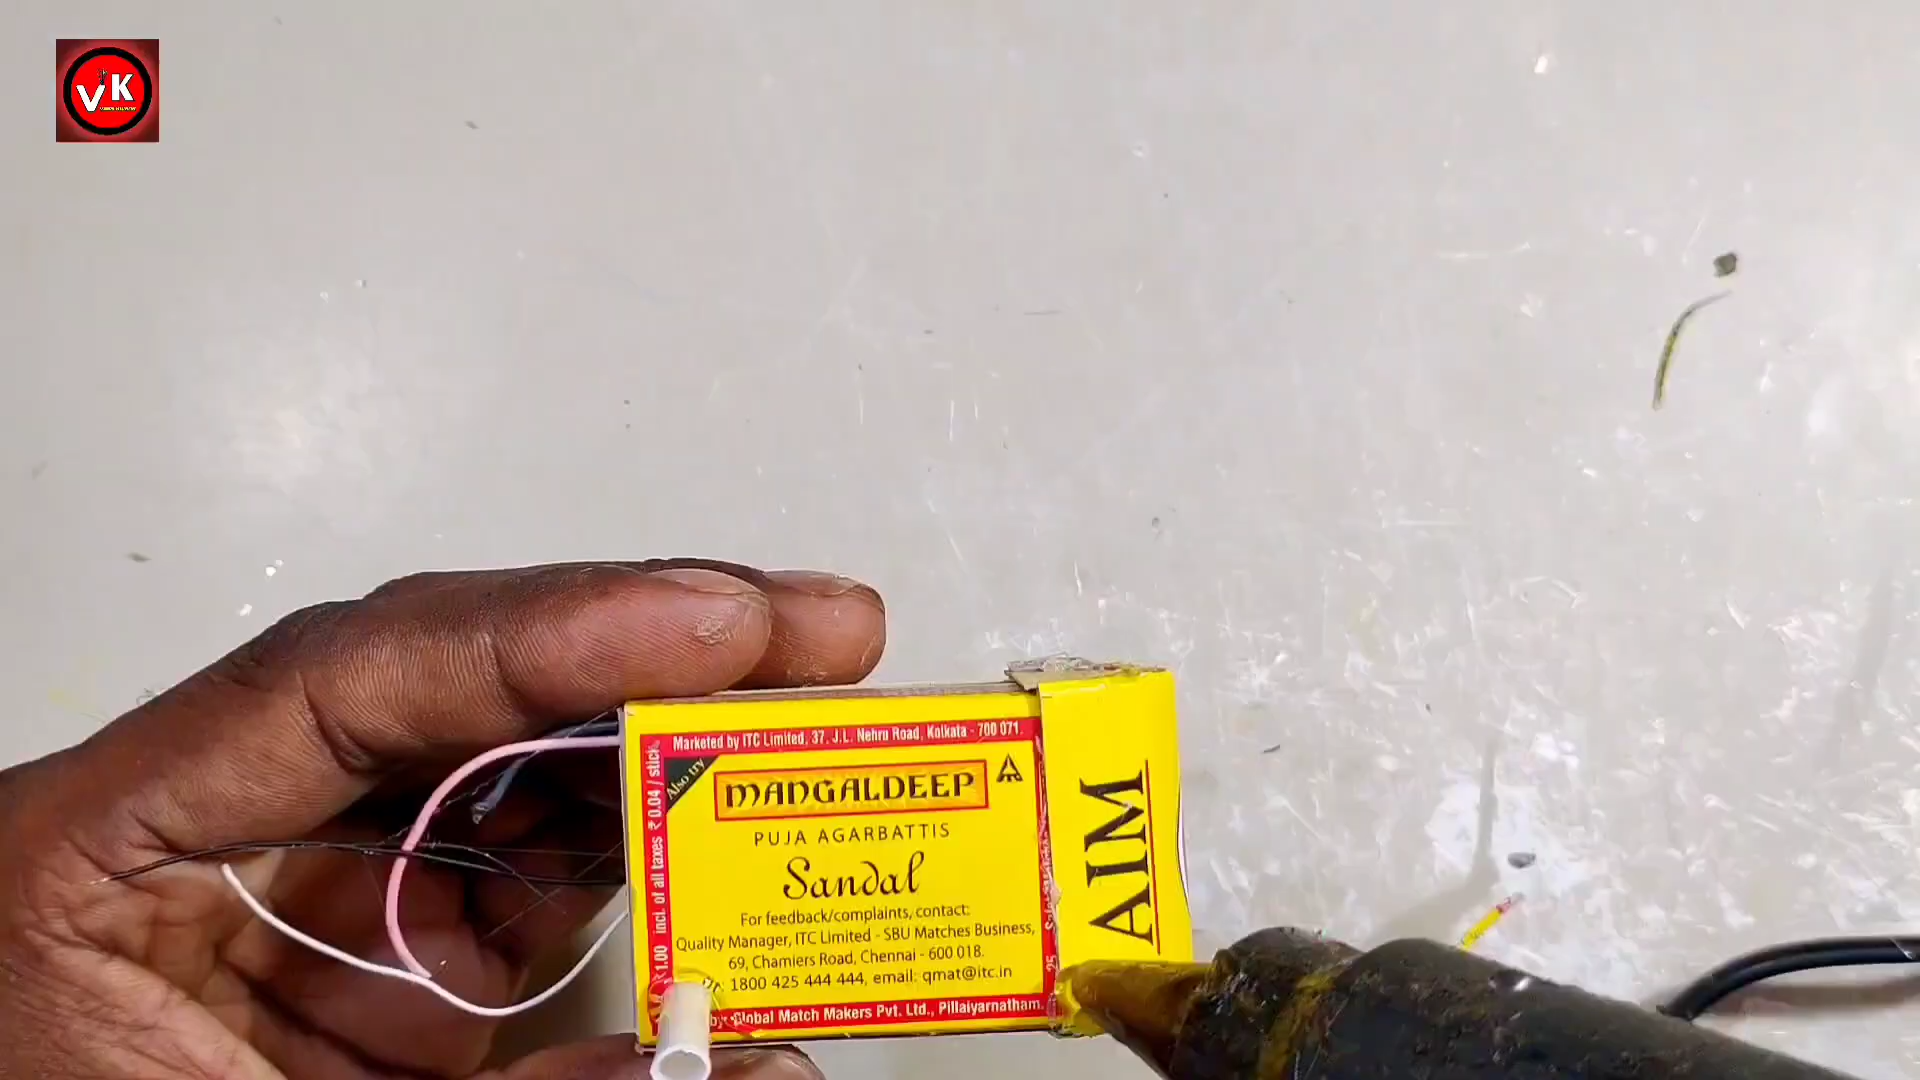 VK
Marketed by ITC Limited, 37, J.L. Nehru Road, Kolkata - 700 071.
Also try
MANGALDEEP
PUJA AGARBATTIS
Sandal
For feedback/complaints, contact:
Quality Manager, ITC Limited - SBU Matches Business,
69, Chamiers Road, Chennai - 600 018.
1800 425 444 444, email: qmat@itc.in
by: Global Match Makers Pvt. Ltd., Pillaiyarnatham.
₹1.00 incl. of all taxes ₹ 0.04 / stick
AIM